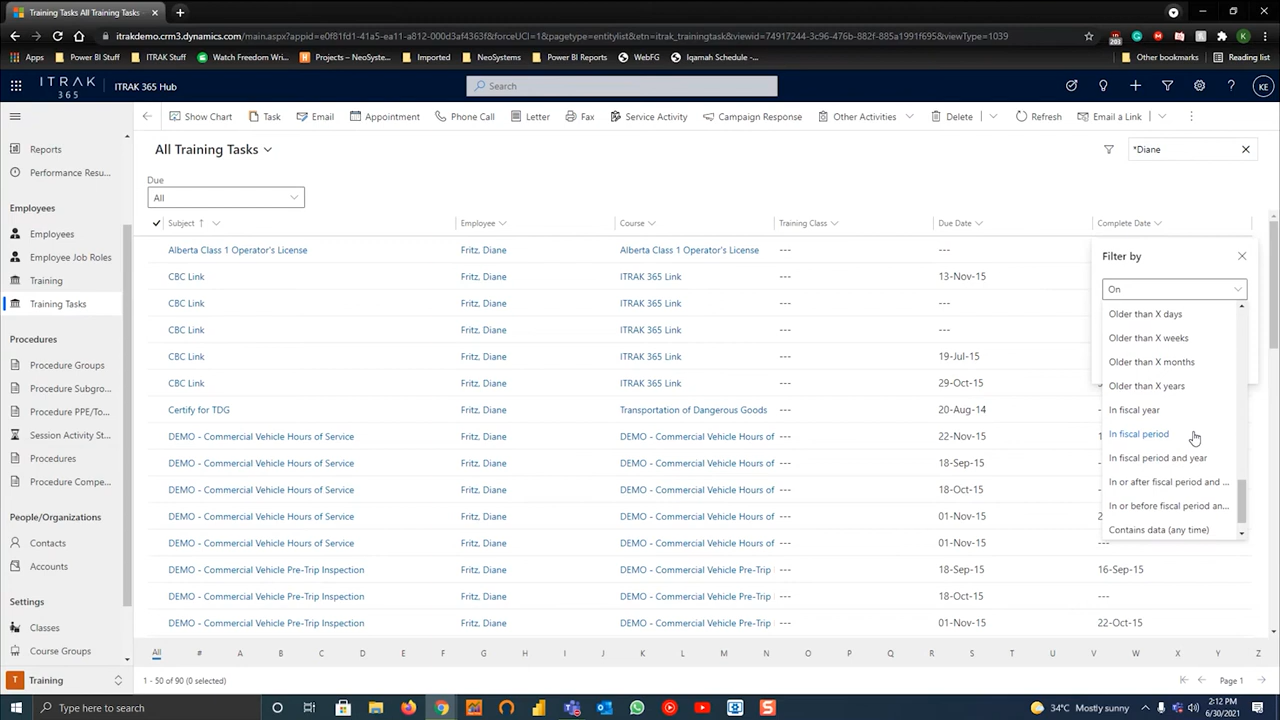 Training Tasks All Training Tasks -
itrakdemo.crm3.dynamics.com/main.aspx?appid=e0f81fd1-41a5-ea11-a812-000d3af4363f&forceUCI=1&pagetype=entitylist&etn=itrak_trainingtask&viewid=74917244-3c96-476b-882f-885a1991f695&viewType=1039
Apps Power BI Stuff ITRAK Stuff Watch Freedom Wri... Projects – NeoSyste... Imported NeoSystems Power BI Reports WebFG Iqamah Schedule -... Other bookmarks Reading list
ITRAK
365
ITRAK 365 Hub
Search
KE
Show Chart Task Email Appointment Phone Call Letter Fax Service Activity Campaign Response Other Activities Delete Refresh Email a Link
All Training Tasks
*Diane
Due
All
Reports
Performance Resu...
Employees
Employees
Employee Job Roles
Training
Training Tasks
Procedures
Procedure Groups
Procedure Subgro...
Procedure PPE/To...
Session Activity St...
Procedures
Procedure Compe...
People/Organizations
Contacts
Accounts
Settings
Classes
Course Groups
Training
Subject ↑ Employee Course Training Class Due Date Complete Date
Alberta Class 1 Operator's License Fritz, Diane Alberta Class 1 Operator's License --- ---
CBC Link Fritz, Diane ITRAK 365 Link --- 13-Nov-15
CBC Link Fritz, Diane ITRAK 365 Link --- ---
CBC Link Fritz, Diane ITRAK 365 Link --- ---
CBC Link Fritz, Diane ITRAK 365 Link --- 19-Jul-15
CBC Link Fritz, Diane ITRAK 365 Link --- 29-Oct-15
Certify for TDG Fritz, Diane Transportation of Dangerous Goods --- 20-Aug-14
DEMO - Commercial Vehicle Hours of Service Fritz, Diane DEMO - Commercial Vehicle Hours of Service --- 22-Nov-15
DEMO - Commercial Vehicle Hours of Service Fritz, Diane DEMO - Commercial Vehicle Hours of Service --- 18-Sep-15
DEMO - Commercial Vehicle Hours of Service Fritz, Diane DEMO - Commercial Vehicle Hours of Service --- 18-Oct-15
DEMO - Commercial Vehicle Hours of Service Fritz, Diane DEMO - Commercial Vehicle Hours of Service --- 01-Nov-15
DEMO - Commercial Vehicle Hours of Service Fritz, Diane DEMO - Commercial Vehicle Hours of Service --- 01-Nov-15 ---
DEMO - Commercial Vehicle Pre-Trip Inspection Fritz, Diane DEMO - Commercial Vehicle Pre-Trip --- 18-Sep-15 16-Sep-15
DEMO - Commercial Vehicle Pre-Trip Inspection Fritz, Diane DEMO - Commercial Vehicle Pre-Trip --- 18-Oct-15 ---
DEMO - Commercial Vehicle Pre-Trip Inspection Fritz, Diane DEMO - Commercial Vehicle Pre-Trip --- 01-Nov-15 22-Oct-15
Filter by
On
Older than X days
Older than X weeks
Older than X months
Older than X years
In fiscal year
In fiscal period
In fiscal period and year
In or after fiscal period and ...
In or before fiscal period an...
Contains data (any time)
All # A B C D E F G H I J K L M N O P Q R S T U V W X Y Z
1 - 50 of 90 (0 selected) Page 1
Type here to search
34°C Mostly sunny
2:12 PM
6/30/2021